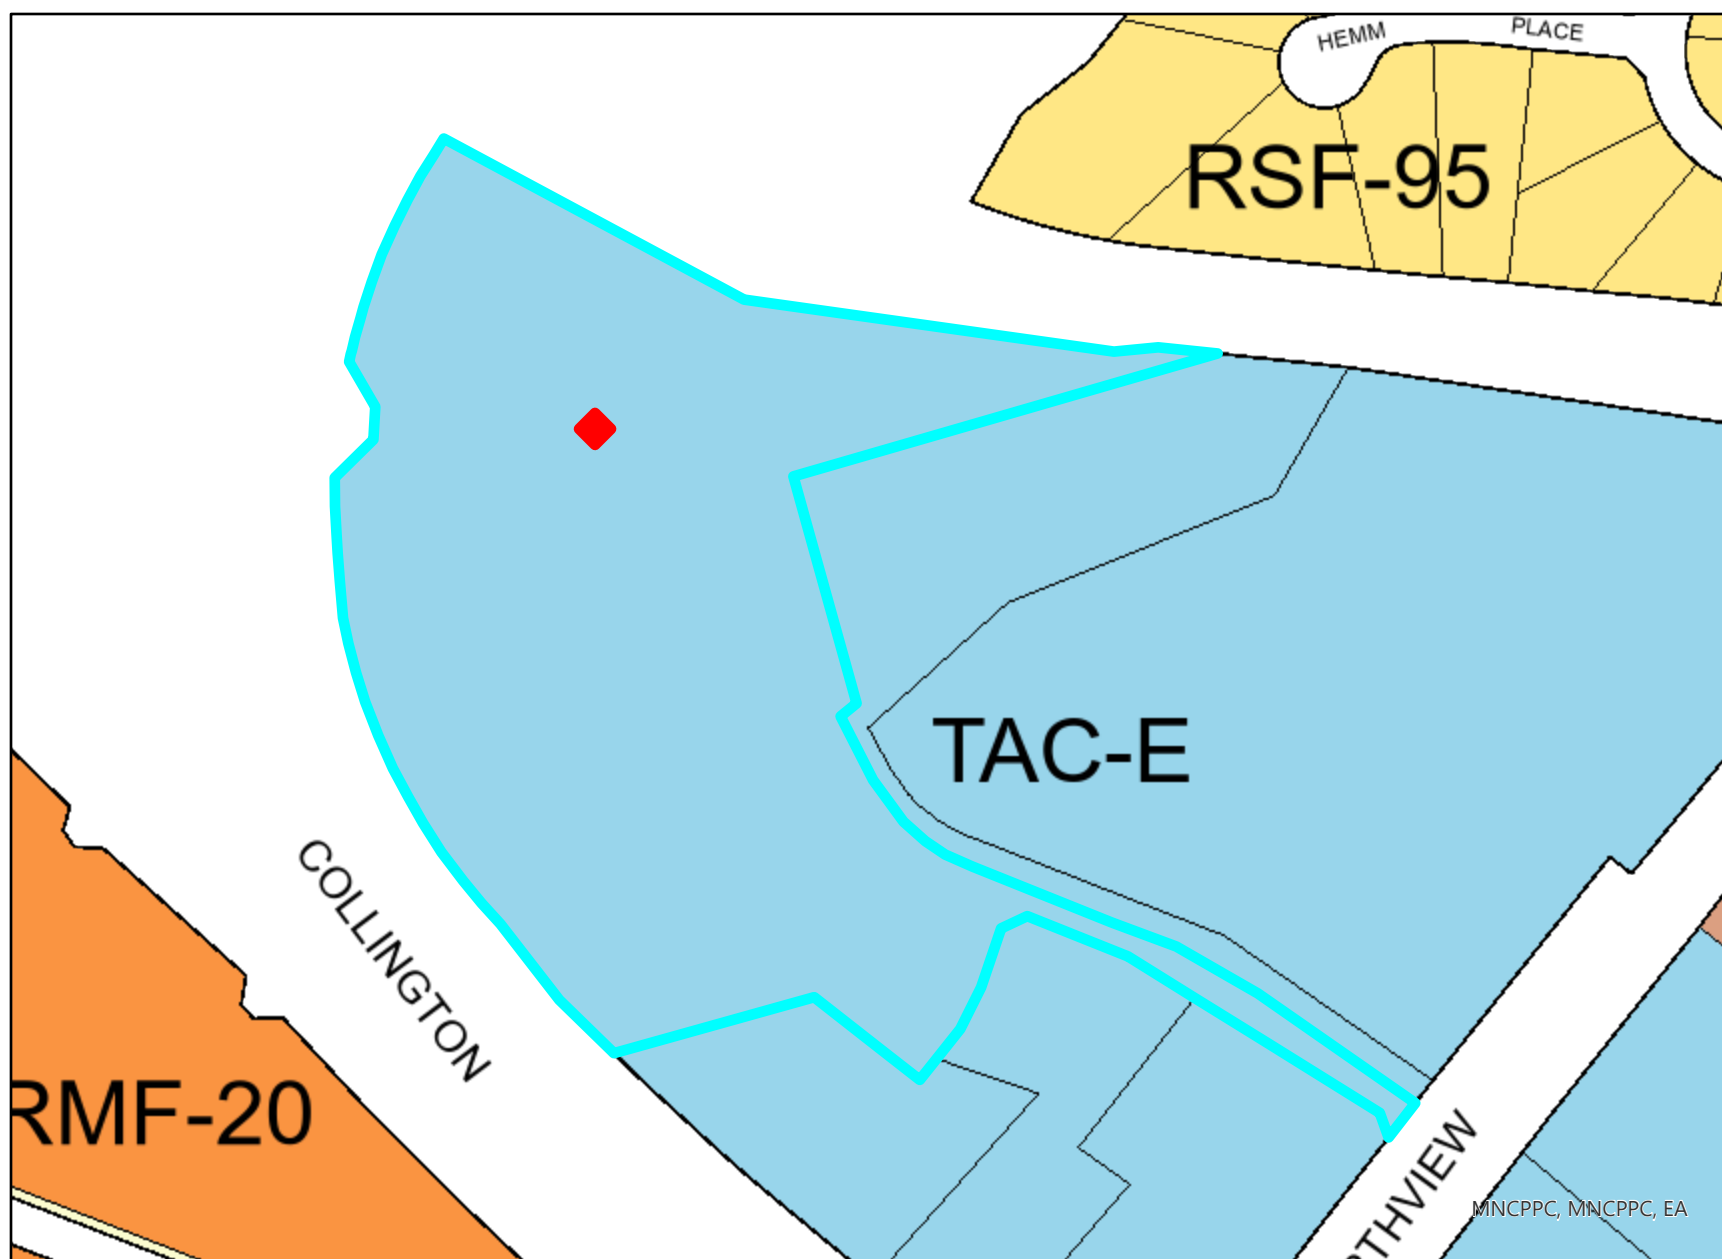 HEMM PLACE
RSF-95
TAC-E
COLLINGTON
RMF-20
RTHVIEW
MNCPPC, MNCPPC, EA